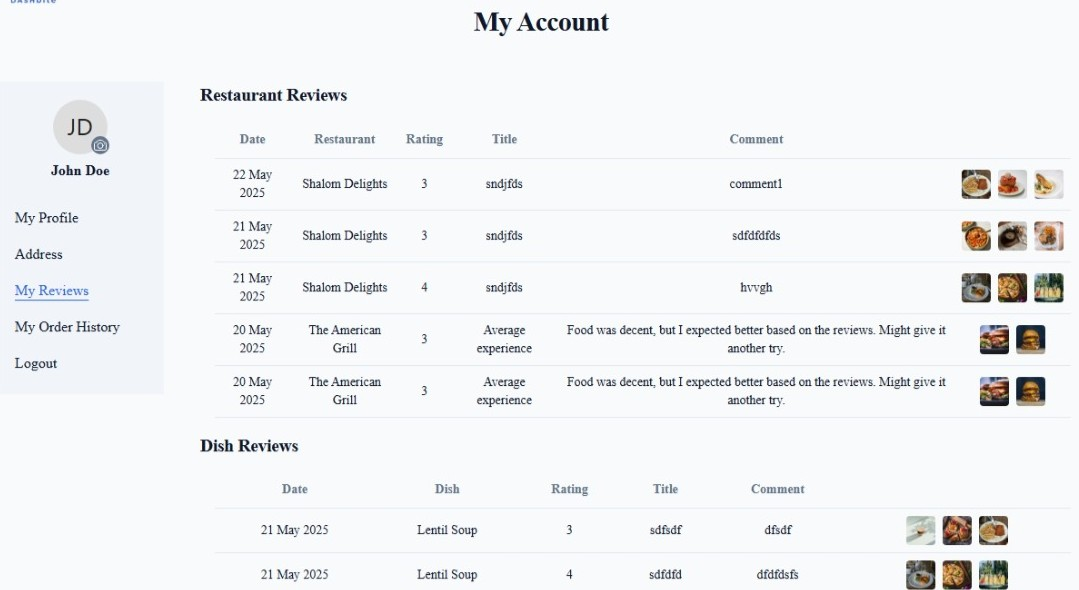 My Account
JD
John Doe
My Profile
Address
My Reviews
My Order History
Logout
Restaurant Reviews
Date Restaurant Rating Title Comment
22 May 2025 Shalom Delights 3 sndjfds comment1
21 May 2025 Shalom Delights 3 sndjfds sdfdfdfds
21 May 2025 Shalom Delights 4 sndjfds hvvgh
20 May 2025 The American Grill 3 Average experience Food was decent, but I expected better based on the reviews. Might give it another try.
20 May 2025 The American Grill 3 Average experience Food was decent, but I expected better based on the reviews. Might give it another try.
Dish Reviews
Date Dish Rating Title Comment
21 May 2025 Lentil Soup 3 sdfsdf dfsdf
21 May 2025 Lentil Soup 4 sdfdfd dfdfdsfs